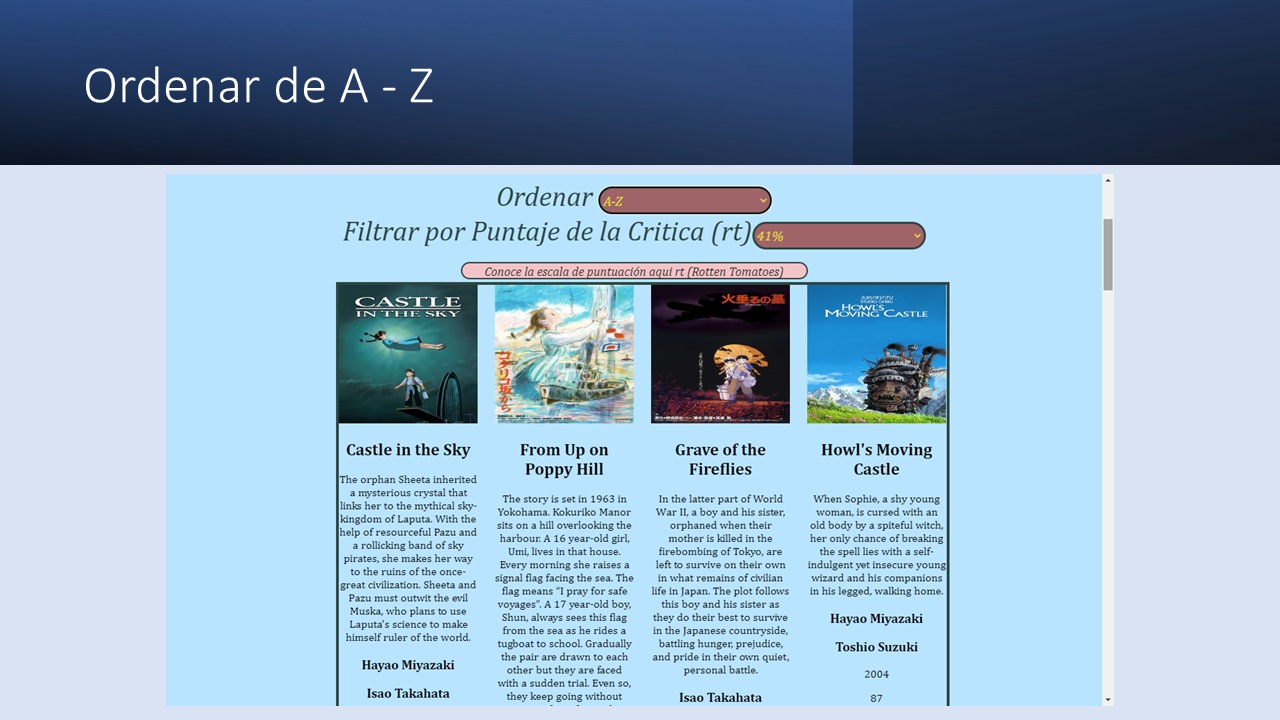 Ordenar de A - Z
Ordenar A-Z
Filtrar por Puntaje de la Critica (rt) 41%
Conoce la escala de puntuación aqui rt (Rotten Tomatoes)
CASTLE
IN THE SKY
コクリコ坂から
火垂るの墓
HOWL'S
MOVING CASTLE
Castle in the Sky
The orphan Sheeta inherited
a mysterious crystal that
links her to the mythical sky-
kingdom of Laputa. With the
help of resourceful Pazu and
a rollicking band of sky
pirates, she makes her way
to the ruins of the once-
great civilization. Sheeta and
Pazu must outwit the evil
Muska, who plans to use
Laputa's science to make
himself ruler of the world.
Hayao Miyazaki
Isao Takahata
From Up on
Poppy Hill
The story is set in 1963 in
Yokohama. Kokuriko Manor
sits on a hill overlooking the
harbour. A 16 year-old girl,
Umi, lives in that house.
Every morning she raises a
signal flag facing the sea. The
flag means “I pray for safe
voyages”. A 17 year-old boy,
Shun, always sees this flag
from the sea as he rides a
tugboat to school. Gradually
the pair are drawn to each
other but they are faced
with a sudden trial. Even so,
they keep going without
Grave of the
Fireflies
In the latter part of World
War II, a boy and his sister,
orphaned when their
mother is killed in the
firebombing of Tokyo, are
left to survive on their own
in what remains of civilian
life in Japan. The plot follows
this boy and his sister as
they do their best to survive
in the Japanese countryside,
battling hunger, prejudice,
and pride in their own quiet,
personal battle.
Isao Takahata
Howl's Moving
Castle
When Sophie, a shy young
woman, is cursed with an
old body by a spiteful witch,
her only chance of breaking
the spell lies with a self-
indulgent yet insecure young
wizard and his companions
in his legged, walking home.
Hayao Miyazaki
Toshio Suzuki
2004
87